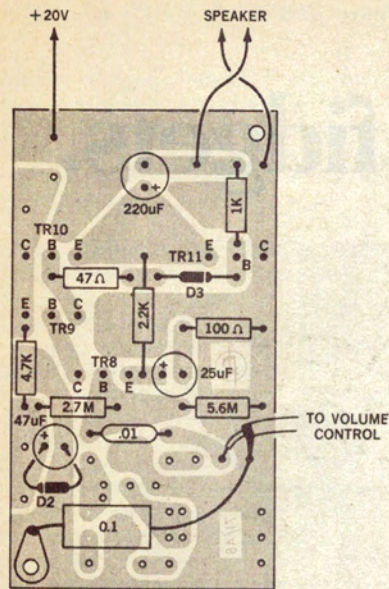 +20V
SPEAKER
220uF
1K
TR10
C B E
TR11
E
B
C
47Ω
D3
E B C
TR9
2.2K
100Ω
4.7K
TR8
C B E
25uF
47uF
2.7M
5.6M
.01
TO VOLUME
CONTROL
D2
0.1